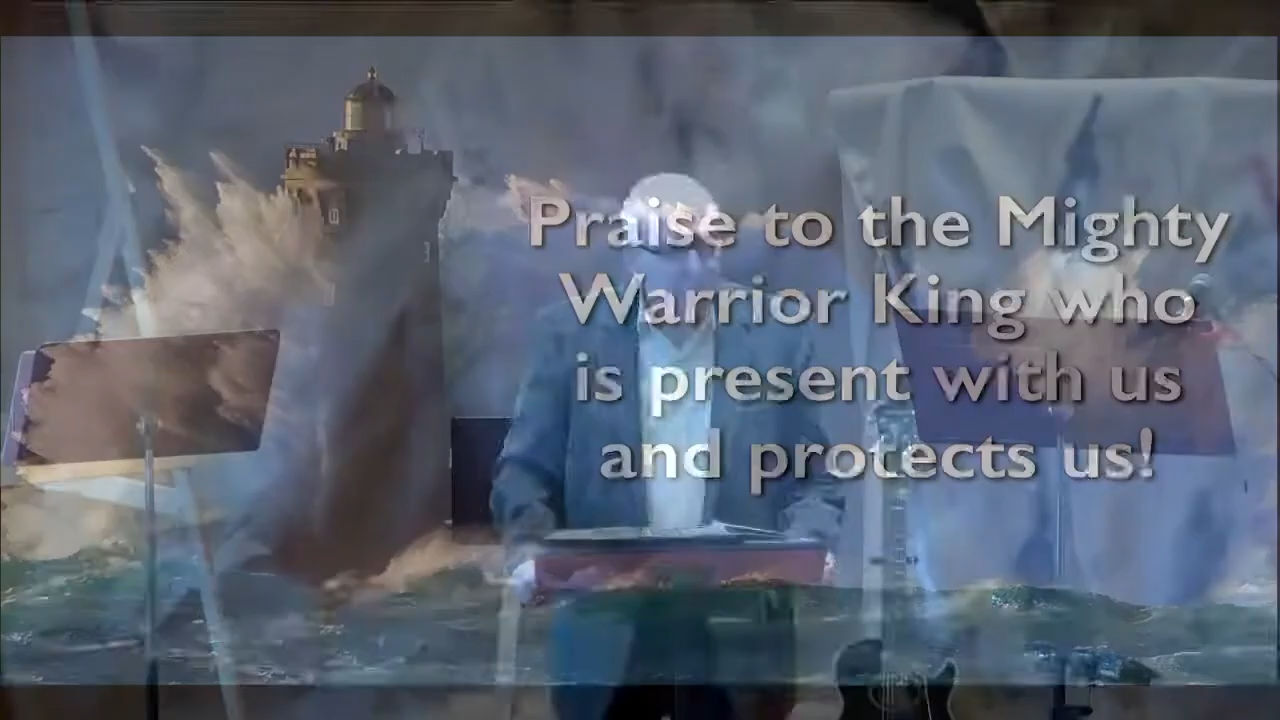 Praise to the Mighty
Warrior King who
is present with us
and protects us!